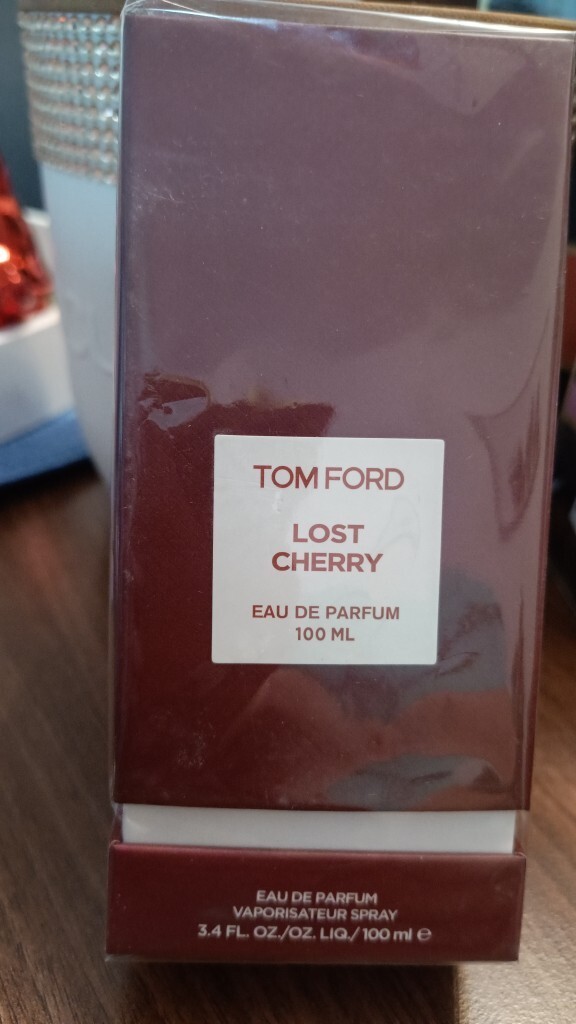 TOM FORD
LOST
CHERRY
EAU DE PARFUM
100 ML
EAU DE PARFUM
VAPORISATEUR SPRAY
3.4 FL. OZ./OZ. LIQ./ 100 ml ℮